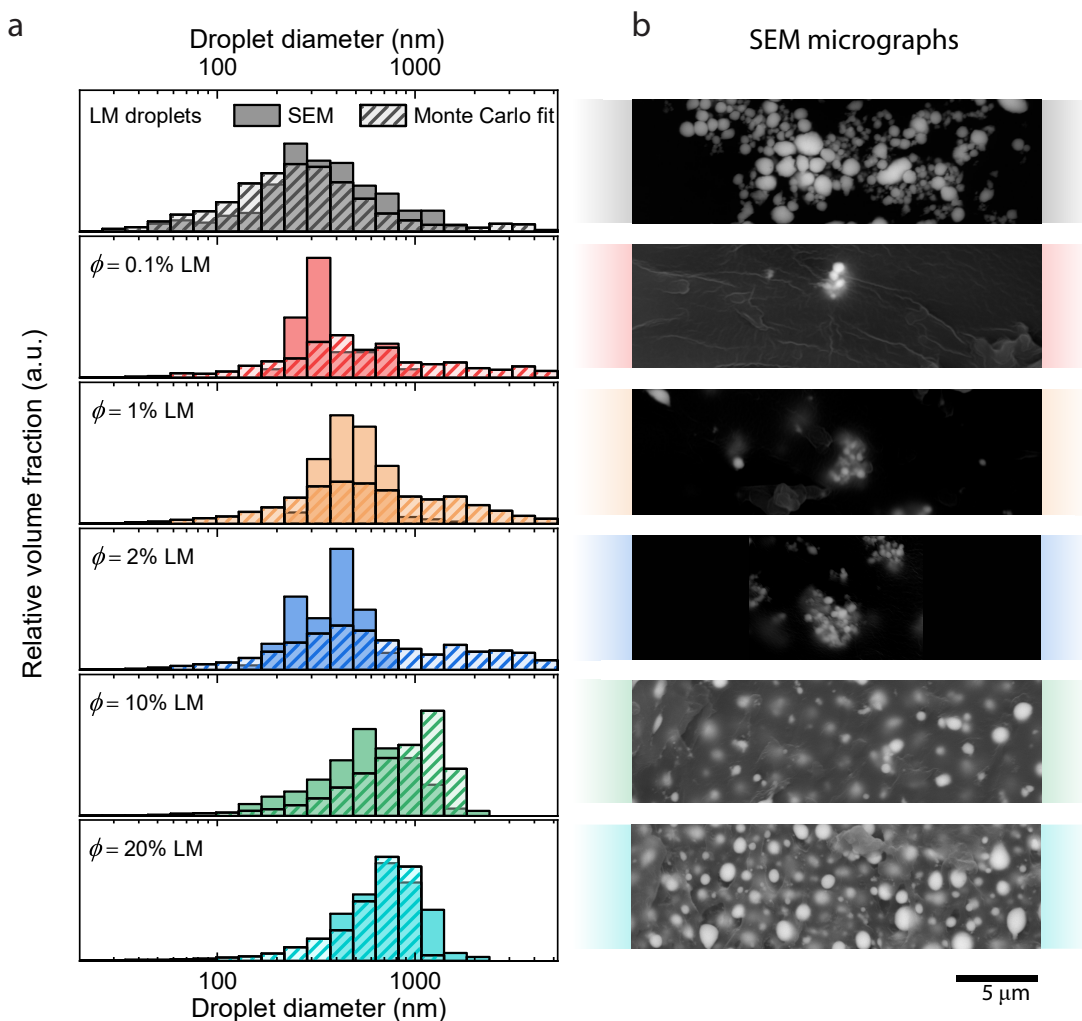 a
b
Droplet diameter (nm)
SEM micrographs
100 1000
LM droplets SEM Monte Carlo fit
ϕ = 0.1% LM
ϕ = 1% LM
ϕ = 2% LM
ϕ = 10% LM
ϕ = 20% LM
Relative volume fraction (a.u.)
100 1000
Droplet diameter (nm)
5 μm